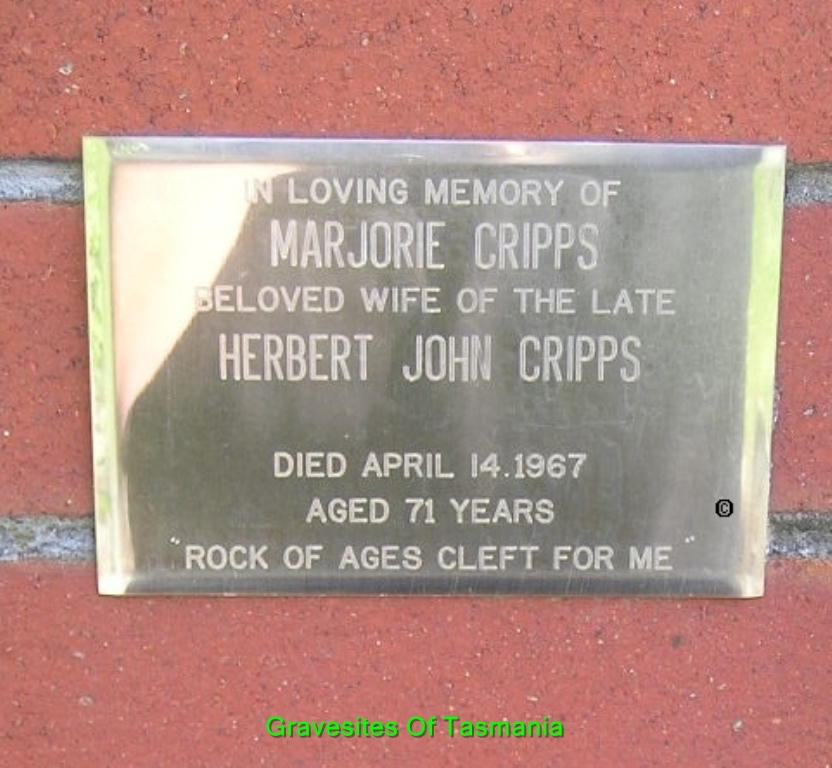 IN LOVING MEMORY OF
MARJORIE CRIPPS
BELOVED WIFE OF THE LATE
HERBERT JOHN CRIPPS
DIED APRIL 14.1967
AGED 71 YEARS
©
"ROCK OF AGES CLEFT FOR ME"
Gravesites Of Tasmania